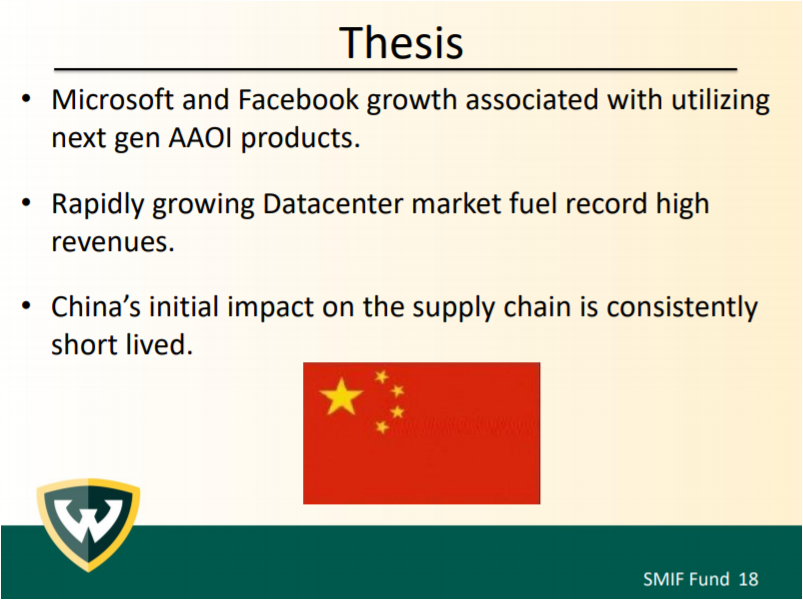 Thesis
• Microsoft and Facebook growth associated with utilizing
next gen AAOI products.
• Rapidly growing Datacenter market fuel record high
revenues.
• China’s initial impact on the supply chain is consistently
short lived.
W
SMIF Fund 18